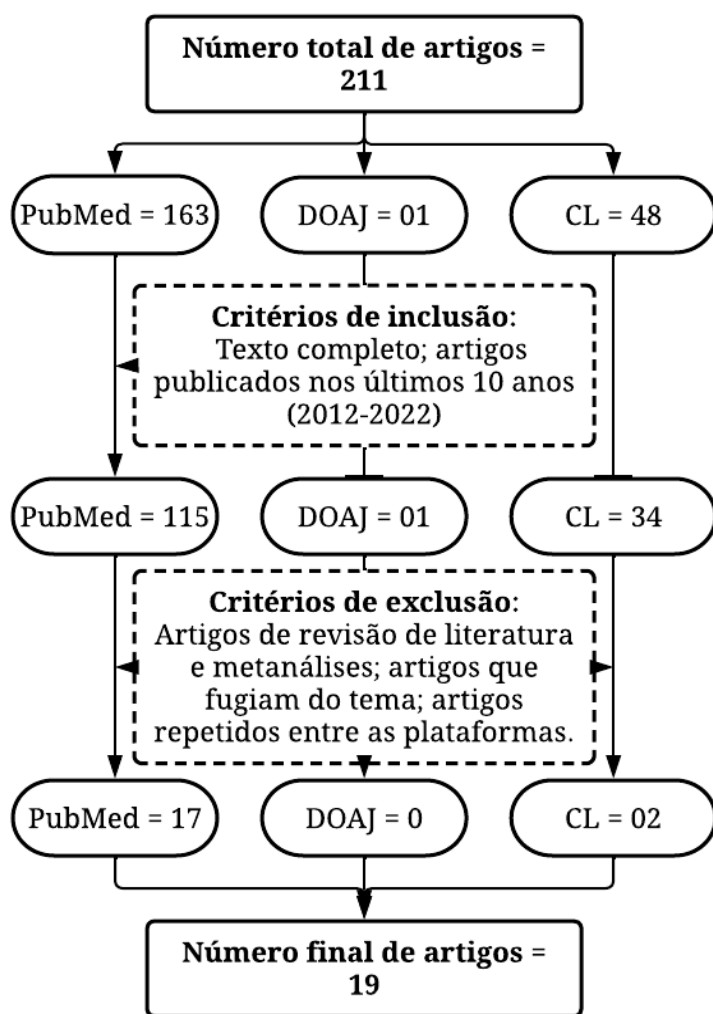 Número total de artigos =
211
PubMed = 163
DOAJ = 01
CL = 48
Critérios de inclusão:
Texto completo; artigos
publicados nos últimos 10 anos
(2012-2022)
PubMed = 115
DOAJ = 01
CL = 34
Critérios de exclusão:
Artigos de revisão de literatura
e metanálises; artigos que
fugiam do tema; artigos
repetidos entre as plataformas.
PubMed = 17
DOAJ = 0
CL = 02
Número final de artigos =
19